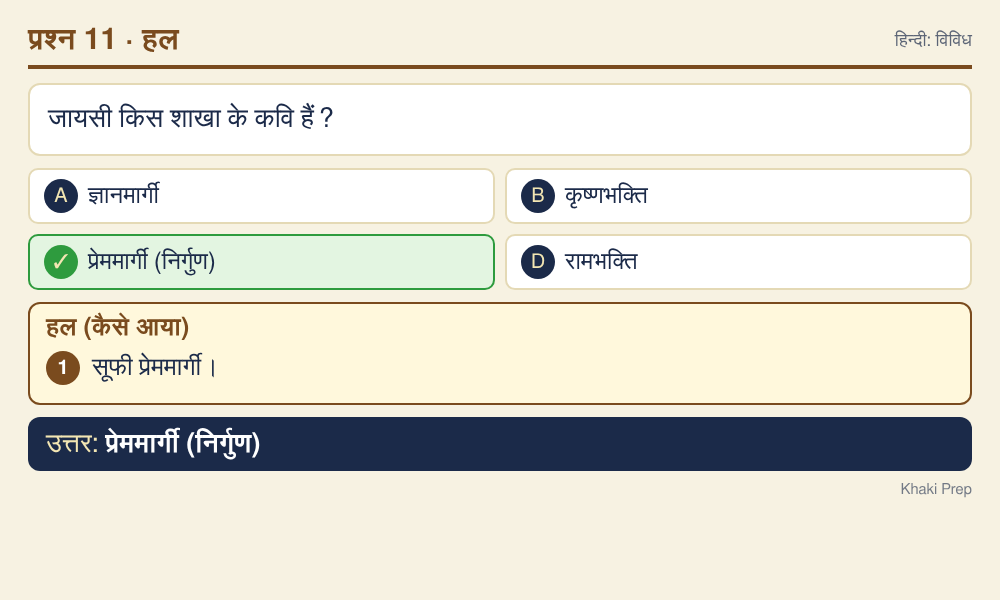 प्रश्न 11 · हल
हिन्दी: विविध
जायसी किस शाखा के कवि हैं ?
A ज्ञानमार्गी
B कृष्णभक्ति
✓ प्रेममार्गी (निर्गुण)
D रामभक्ति
हल (कैसे आया)
1 सूफी प्रेममार्गी।
उत्तर: प्रेममार्गी (निर्गुण)
Khaki Prep